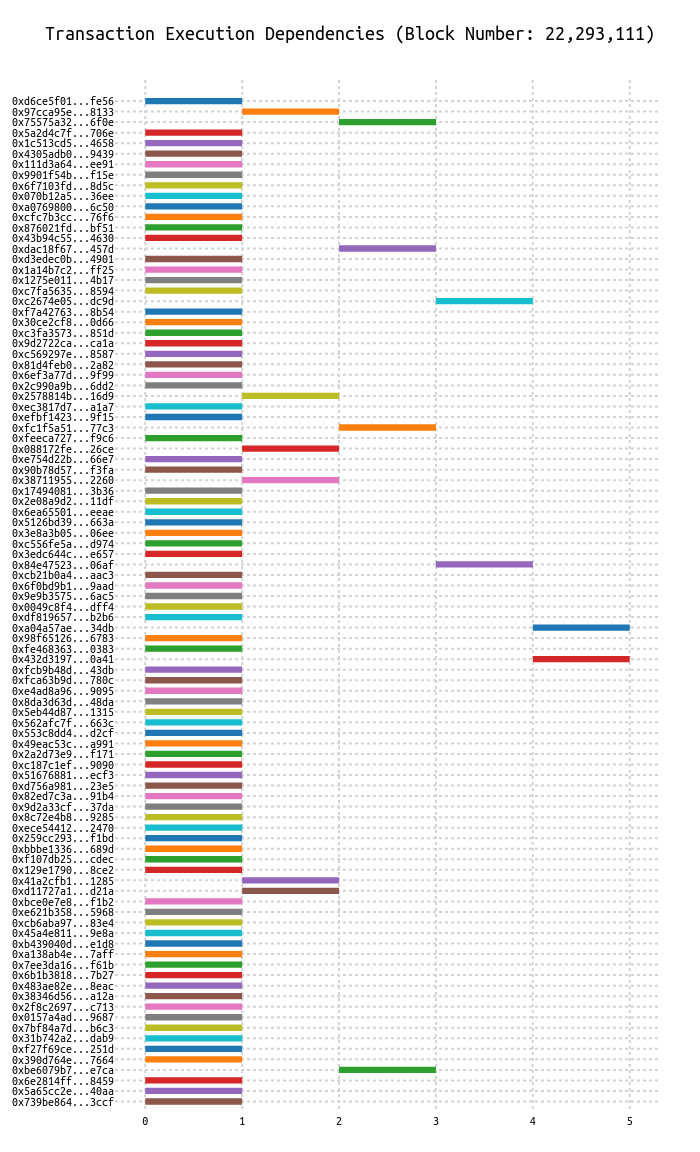 Transaction Execution Dependencies (Block Number: 22,293,111)
0xd6ce5f01...fe56
0x97cca95e...8133
0x75575a32...6f0e
0x5a2d4c7f...706e
0x1c513cd5...4658
0x4305adb0...9439
0x111d3a64...ee91
0x9901f54b...f15e
0x6f7103fd...8d5c
0x070b12a5...36ee
0xa0769800...6c50
0xcfc7b3cc...76f6
0x876021fd...bf51
0x43b94c55...4630
0xdac18f67...457d
0xd3edec0b...4901
0x1a14b7c2...ff25
0x1275e011...4b17
0xc7fa5635...8594
0xc2674e05...dc9d
0xf7a42763...8b54
0x30ce2cf8...0d66
0xc3fa3573...851d
0x9d2722ca...ca1a
0xc569297e...8587
0x81d4feb0...2a82
0x6ef3a77d...9f99
0x2c990a9b...6dd2
0x2578814b...16d9
0xec3817d7...a1a7
0xefbf1423...9f15
0xfc1f5a51...77c3
0xfeeca727...f9c6
0x088172fe...26ce
0xe754d22b...66e7
0x90b78d57...f3fa
0x38711955...2260
0x17494081...3b36
0x2e08a9d2...11df
0x6ea65501...eeae
0x5126bd39...663a
0x3e8a3b05...06ee
0xc556fe5a...d974
0x3edc644c...e657
0x84e47523...06af
0xcb21b0a4...aac3
0x6f0bd9b1...9aad
0x9e9b3575...6ac5
0x0049c8f4...dff4
0xdf819657...b2b6
0xa04a57ae...34db
0x98f65126...6783
0xfe468363...0383
0x432d3197...0a41
0xfcb9b48d...43db
0xfca63b9d...780c
0xe4ad8a96...9095
0x8da3d63d...48da
0x5eb44d87...1315
0x562afc7f...663c
0x553c8dd4...d2cf
0x49eac53c...a991
0x2a2d73e9...f171
0xc187c1ef...9090
0x51676881...ecf3
0xd756a981...23e5
0x82ed7c3a...91b4
0x9d2a33cf...37da
0x8c72e4b8...9285
0xece54412...2470
0x259cc293...f1bd
0xbbbe1336...689d
0xf107db25...cdec
0x129e1790...8ce2
0x41a2cfb1...1285
0xd11727a1...d21a
0xbce0e7e8...f1b2
0xe621b358...5968
0xcb6aba97...83e4
0x45a4e811...9e8a
0xb439040d...e1d8
0xa138ab4e...7aff
0x7ee3da16...f61b
0x6b1b3818...7b27
0x483ae82e...8eac
0x38346d56...a12a
0x2f8c2697...c713
0x0157a4ad...9687
0x7bf84a7d...b6c3
0x31b742a2...dab9
0xf27f69ce...251d
0x390d764e...7664
0xbe6079b7...e7ca
0x6e2814ff...8459
0x5a65cc2e...40aa
0x739be864...3ccf
0 1 2 3 4 5